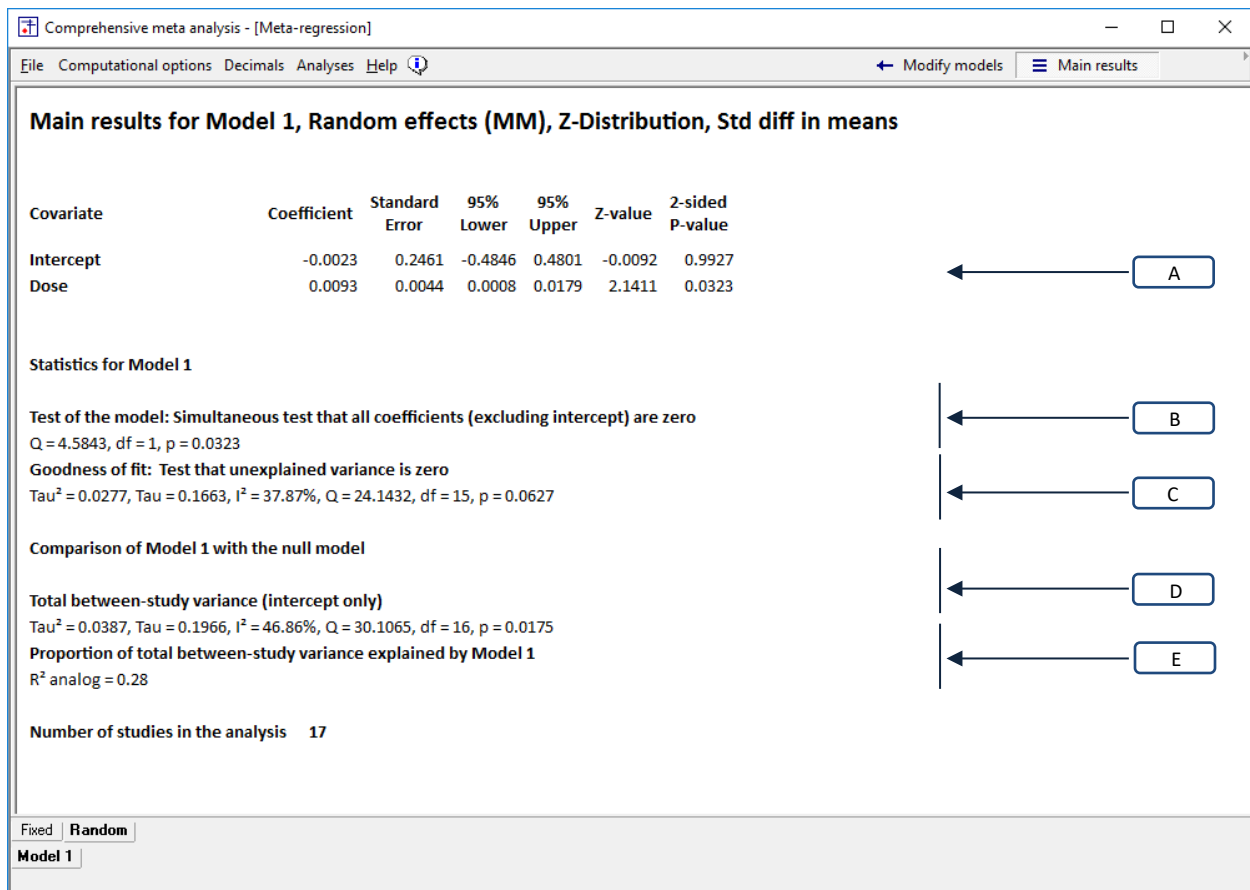 Comprehensive meta analysis - [Meta-regression]
File Computational options Decimals Analyses Help Modify models Main results
Main results for Model 1, Random effects (MM), Z-Distribution, Std diff in means
Covariate Coefficient Standard Error 95% Lower 95% Upper Z-value 2-sided P-value
Intercept -0.0023 0.2461 -0.4846 0.4801 -0.0092 0.9927
Dose 0.0093 0.0044 0.0008 0.0179 2.1411 0.0323
A
Statistics for Model 1
Test of the model: Simultaneous test that all coefficients (excluding intercept) are zero
B
Q = 4.5843, df = 1, p = 0.0323
Goodness of fit: Test that unexplained variance is zero
Tau² = 0.0277, Tau = 0.1663, I² = 37.87%, Q = 24.1432, df = 15, p = 0.0627
C
Comparison of Model 1 with the null model
D
Total between-study variance (intercept only)
Tau² = 0.0387, Tau = 0.1966, I² = 46.86%, Q = 30.1065, df = 16, p = 0.0175
Proportion of total between-study variance explained by Model 1
E
R² analog = 0.28
Number of studies in the analysis 17
Fixed Random
Model 1